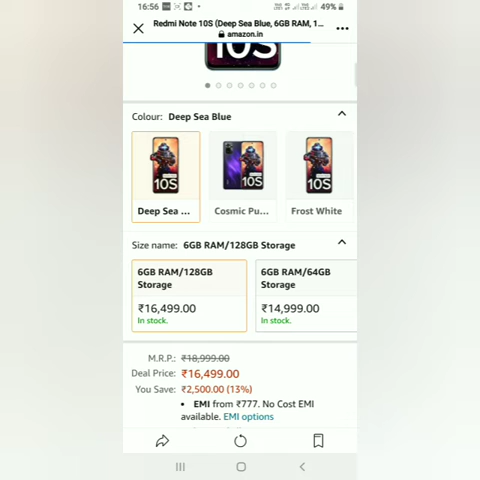 16:56
49%
Redmi Note 10S (Deep Sea Blue, 6GB RAM, 1...
amazon.in
10S
Colour: Deep Sea Blue
10S
10S
10S
Deep Sea ...
Cosmic Pu...
Frost White
Size name: 6GB RAM/128GB Storage
6GB RAM/128GB
Storage
₹16,499.00
In stock.
6GB RAM/64GB
Storage
₹14,999.00
In stock.
M.R.P.: ₹18,999.00
Deal Price: ₹16,499.00
You Save: ₹2,500.00 (13%)
EMI from ₹777. No Cost EMI
available. EMI options